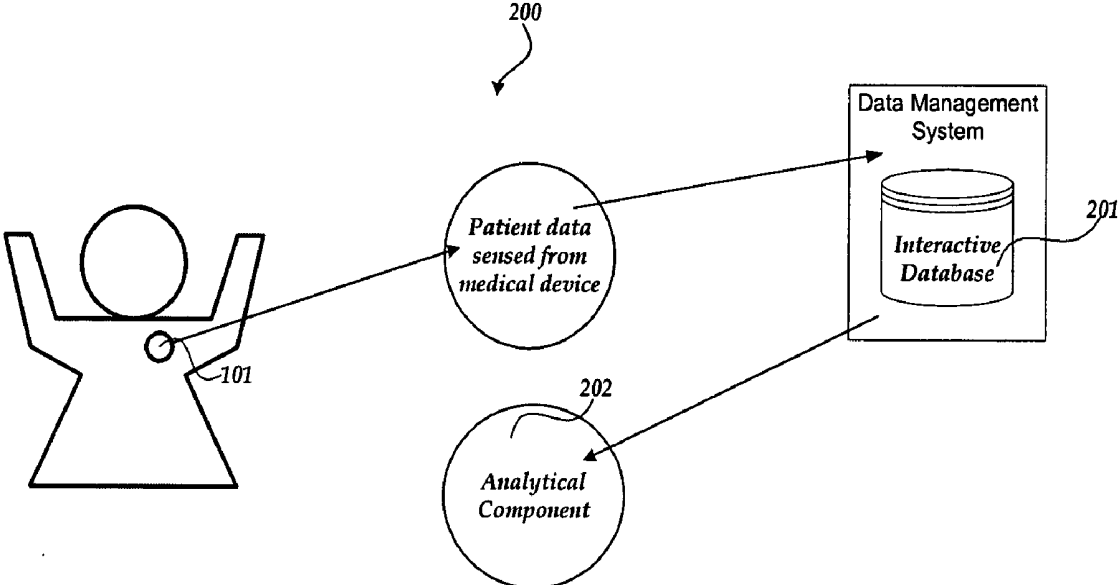 200
Data Management
System
Patient data
sensed from
medical device
Interactive
Database
201
101
202
Analytical
Component